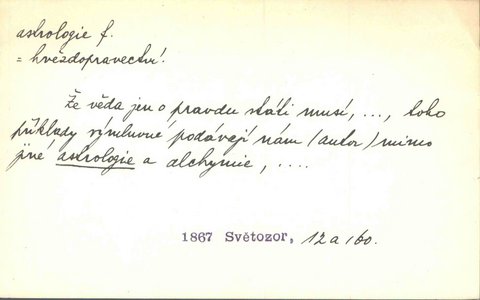 astrologie f.
= hvězdopravectví.
Že věda jen o pravdu státi musí, ..., toho
příklady výmluvné podávají nám (autor) mimo
jiné astrologie a alchymie, ....
1867 Světozor, 12 a 160.